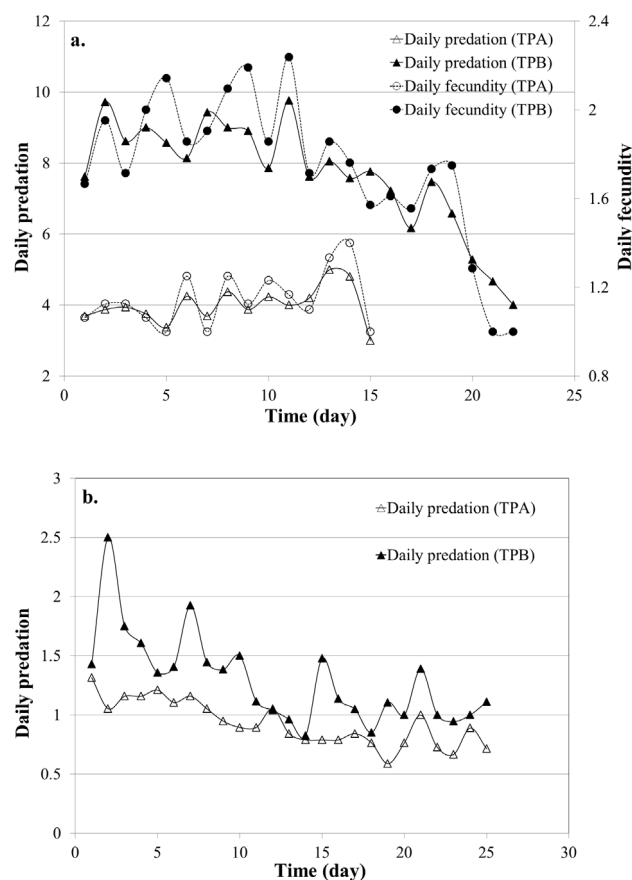 a.
12
10
8
6
4
2
Daily predation
2.4
2
1.6
1.2
0.8
Daily fecundity
Daily predation (TPA)
Daily predation (TPB)
Daily fecundity (TPA)
Daily fecundity (TPB)
0 5 10 15 20 25
Time (day)
b.
3
2.5
2
1.5
1
0.5
0
Daily predation
Daily predation (TPA)
Daily predation (TPB)
0 5 10 15 20 25 30
Time (day)